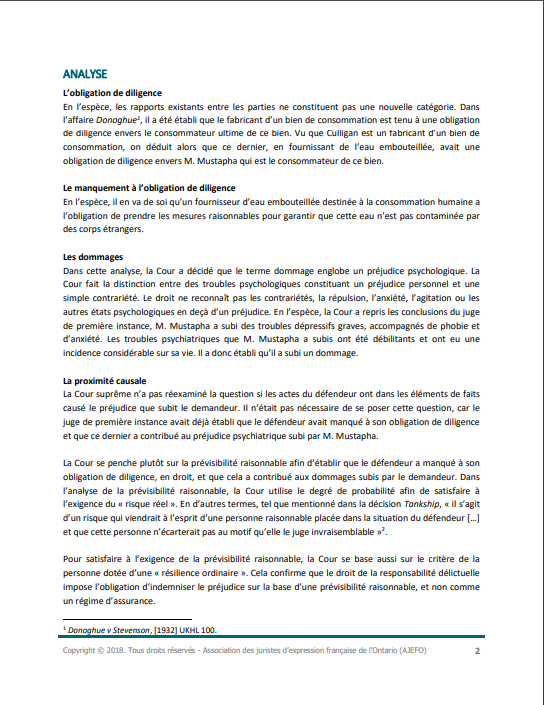 ANALYSE
L’obligation de diligence
En l’espèce, les rapports existants entre les parties ne constituent pas une nouvelle catégorie. Dans
l’affaire Donoghue¹, il a été établi que le fabricant d’un bien de consommation est tenu à une obligation
de diligence envers le consommateur ultime de ce bien. Vu que Culligan est un fabricant d’un bien de
consommation, on déduit alors que ce dernier, en fournissant de l’eau embouteillée, avait une
obligation de diligence envers M. Mustapha qui est le consommateur de ce bien.
Le manquement à l’obligation de diligence
En l’espèce, il en va de soi qu’un fournisseur d’eau embouteillée destinée à la consommation humaine a
l’obligation de prendre les mesures raisonnables pour garantir que cette eau n’est pas contaminée par
des corps étrangers.
Les dommages
Dans cette analyse, la Cour a décidé que le terme dommage englobe un préjudice psychologique. La
Cour fait la distinction entre des troubles psychologiques constituant un préjudice personnel et une
simple contrariété. Le droit ne reconnaît pas les contrariétés, la répulsion, l’anxiété, l’agitation ou les
autres états psychologiques en deçà d’un préjudice. En l’espèce, la Cour a repris les conclusions du juge
de première instance, M. Mustapha a subi des troubles dépressifs graves, accompagnés de phobie et
d’anxiété. Les troubles psychiatriques que M. Mustapha a subis ont été débilitants et ont eu une
incidence considérable sur sa vie. Il a donc établi qu’il a subi un dommage.
La proximité causale
La Cour suprême n’a pas réexaminé la question si les actes du défendeur ont dans les éléments de faits
causé le préjudice que subit le demandeur. Il n’était pas nécessaire de se poser cette question, car le
juge de première instance avait déjà établi que le défendeur avait manqué à son obligation de diligence
et que ce dernier a contribué au préjudice psychiatrique subi par M. Mustapha.
La Cour se penche plutôt sur la prévisibilité raisonnable afin d’établir que le défendeur a manqué à son
obligation de diligence, en droit, et que cela a contribué aux dommages subis par le demandeur. Dans
l’analyse de la prévisibilité raisonnable, la Cour utilise le degré de probabilité afin de satisfaire à
l’exigence du « risque réel ». En d’autres termes, tel que mentionné dans la décision Tankship, « il s’agit
d’un risque qui viendrait à l’esprit d’une personne raisonnable placée dans la situation du défendeur […]
et que cette personne n’écarterait pas au motif qu’elle le juge invraisemblable »².
Pour satisfaire à l’exigence de la prévisibilité raisonnable, la Cour se base aussi sur le critère de la
personne dotée d’une « résilience ordinaire ». Cela confirme que le droit de la responsabilité délictuelle
impose l’obligation d’indemniser le préjudice sur la base d’une prévisibilité raisonnable, et non comme
un régime d’assurance.
¹ Donoghue v Stevenson, [1932] UKHL 100.
Copyright © 2018. Tous droits réservés - Association des juristes d’expression française de l’Ontario (AJEFO) 2